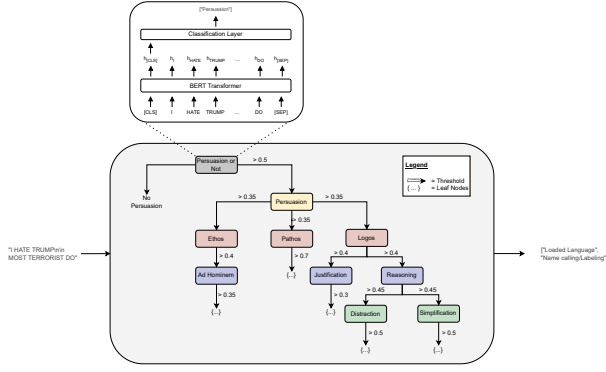 ["Persuasion"]
Classification Layer
h[CLS] hI hHATE hTRUMP ... hDO h[SEP]
BERT Transformer
[CLS] I HATE TRUMP ... DO [SEP]
Persuasion or
Not
> 0.5
No
Persuasion
Legend
= Threshold
{ ... } = Leaf Nodes
> 0.35
Persuasion
> 0.35
> 0.35
Ethos
Pathos
Logos
"I HATE TRUMP\n\n
MOST TERRORIST DO"
["Loaded Language",
"Name calling/Labeling"
> 0.4
> 0.7
> 0.4
> 0.4
Ad Hominem
{...}
Justification
Reasoning
> 0.35
> 0.3
> 0.45
> 0.45
{...}
{...}
Distraction
Simplification
> 0.5
> 0.5
{...}
{...}